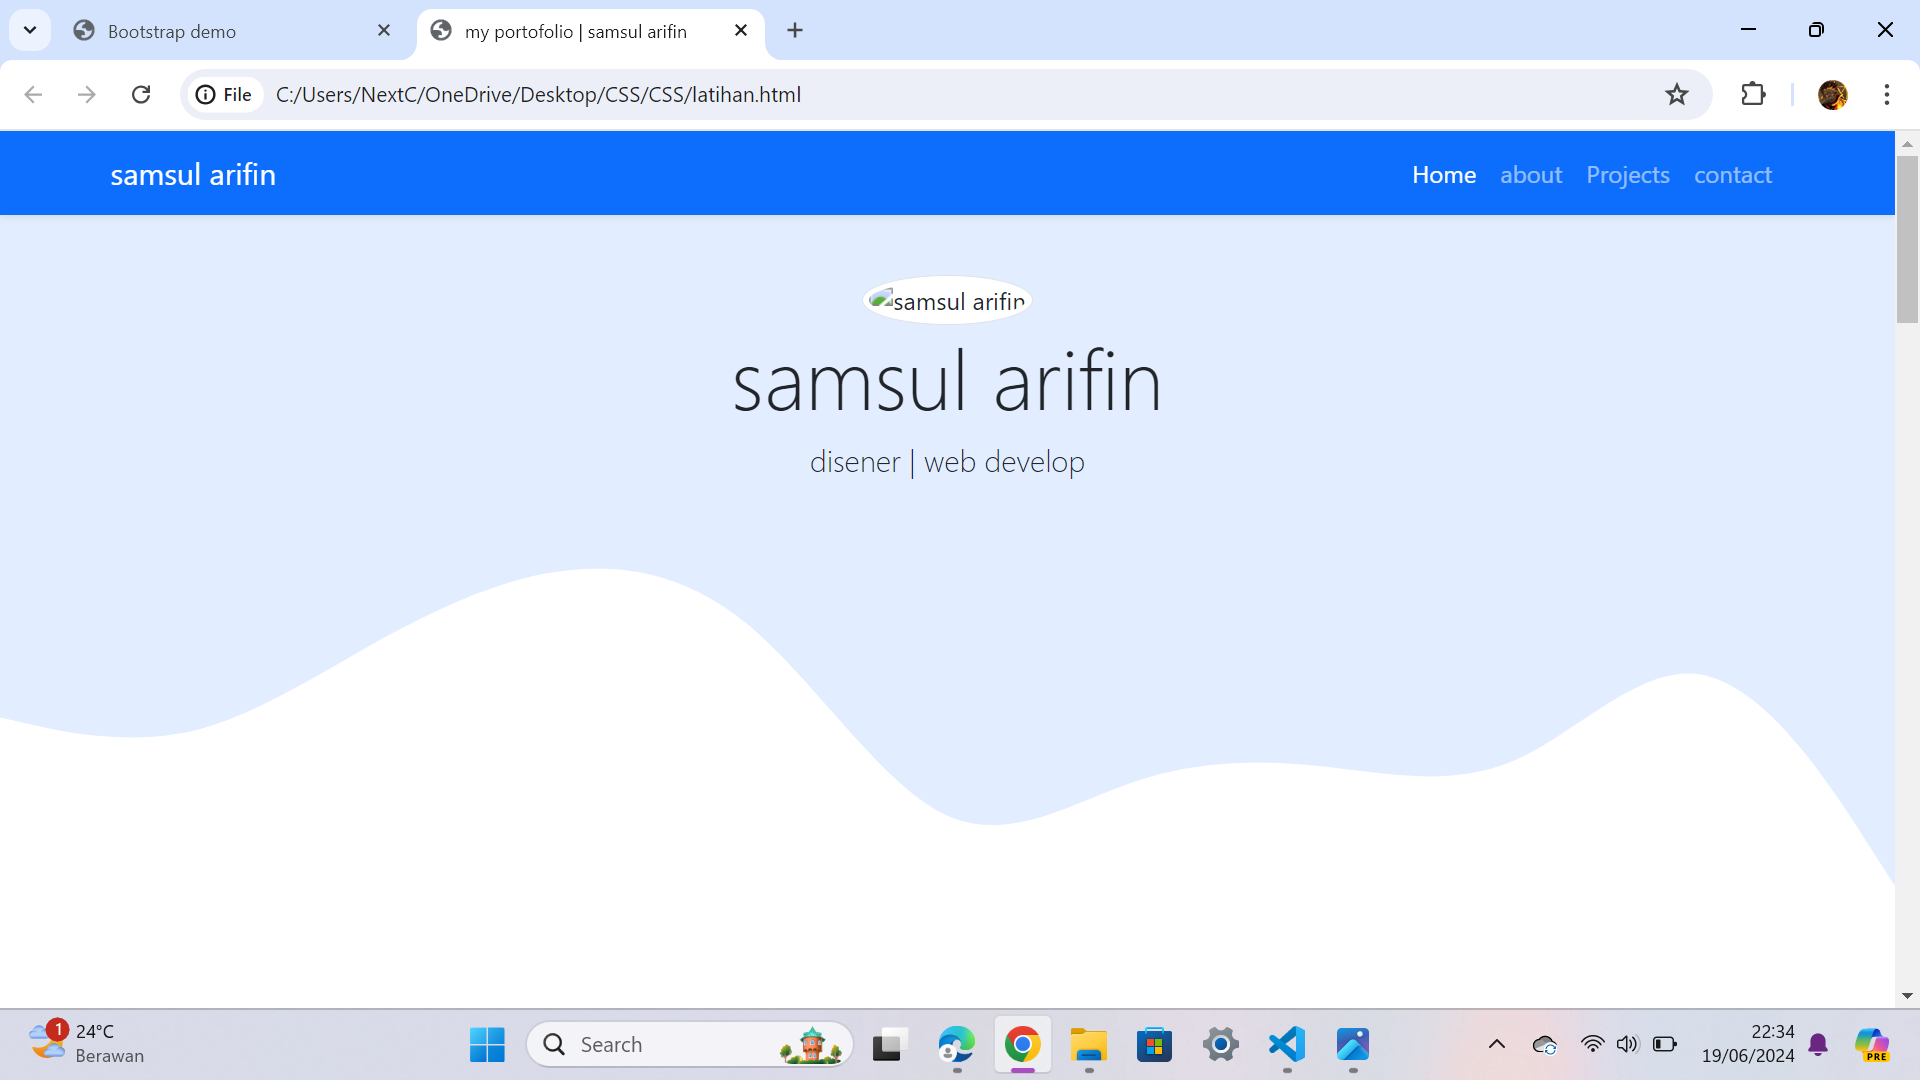 Bootstrap demo
my portofolio | samsul arifin
File
C:/Users/NextC/OneDrive/Desktop/CSS/CSS/latihan.html
samsul arifin
Home about Projects contact
samsul arifin
samsul arifin
disener | web develop
1
24°C
Berawan
Search
22:34
19/06/2024
PRE